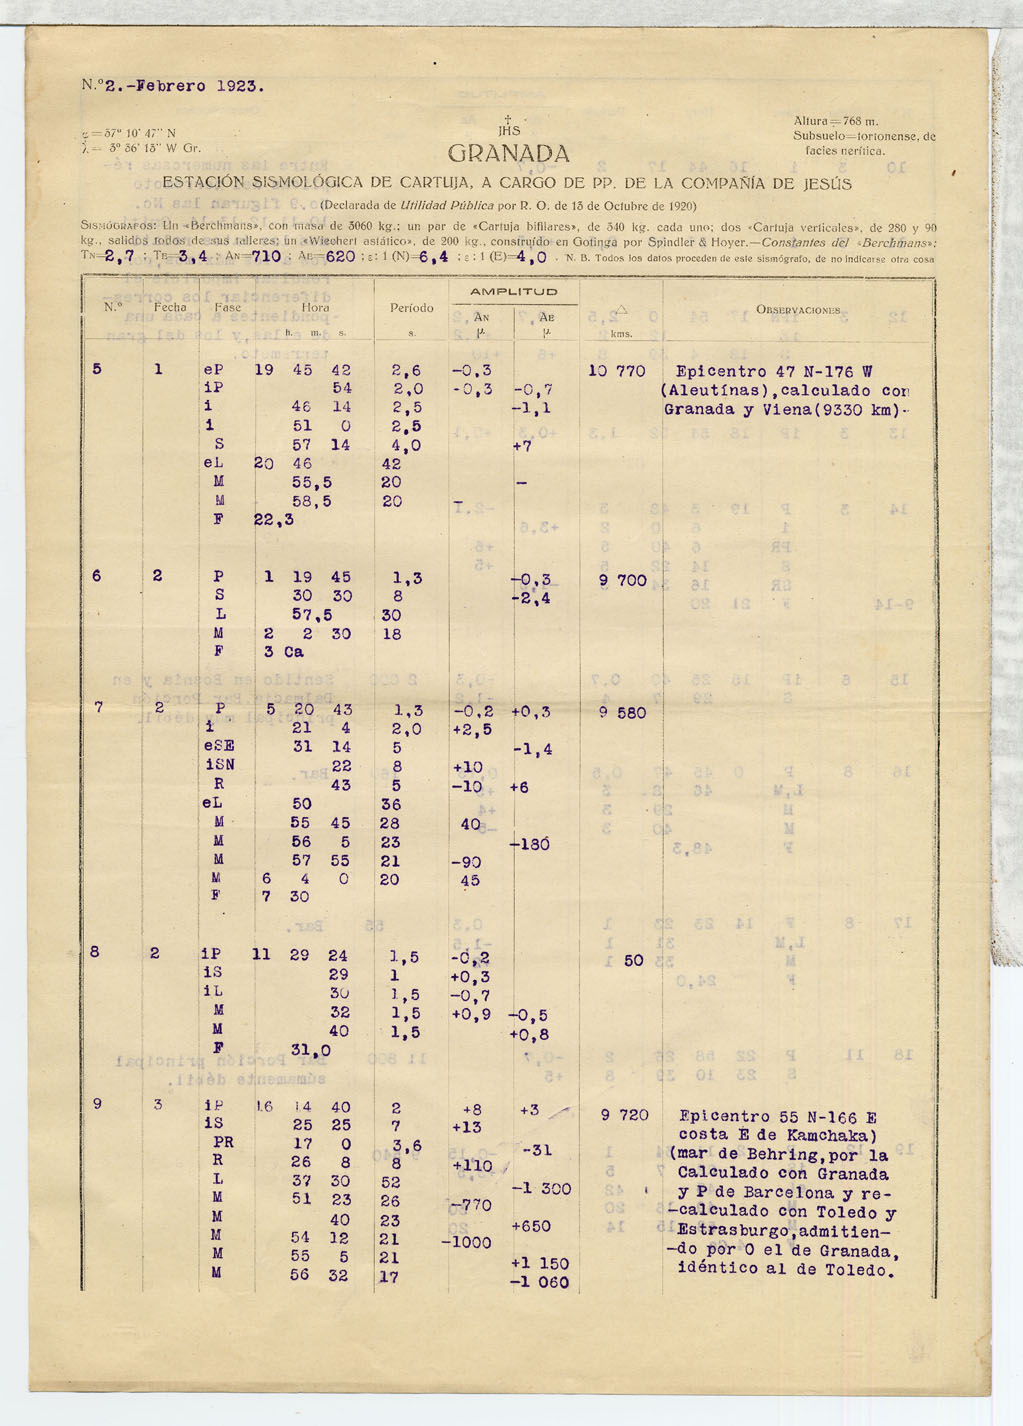 N.º 2.-Febrero 1923.
φ = 37º 10' 47'' N
λ = 3º 36' 13'' W Gr.
JHS
GRANADA
Altura = 768 m.
Subsuelo = tortonense, de
facies nerítica.
ESTACIÓN SISMOLÓGICA DE CARTUJA, A CARGO DE PP. DE LA COMPAÑÍA DE JESÚS
(Declarada de Utilidad Pública por R. O. de 13 de Octubre de 1920)
SISMÓGRAFOS: Un «Berchmans», con masa de 3060 kg.; un par de «Cartuja bifilares», de 340 kg. cada uno; dos «Cartuja verticales», de 280 y 90
kg., salidos todos de sus talleres; un «Wiechert astático», de 200 kg., construído en Gotinga por Spindler & Hoyer.—Constantes del «Berchmans»:
TN=2,7 ; TE=3,4 ; AN=710 ; AE=620 ; ε : 1 (N)=6,4 ; ε : 1 (E)=4,0 . N. B. Todos los datos proceden de este sismógrafo, de no indicarse otra cosa
AMPLITUD
N.º Fecha Fase Hora Período AN AE △ OBSERVACIONES
h. m. s. s. μ. μ. kms.
5 1 eP 19 45 42 2,6 -0,3 10 770 Epicentro 47 N-176 W
iP 54 2,0 -0,3 -0,7 (Aleutínas),calculado con
i 46 14 2,5 -1,1 Granada y Viena(9330 km)-
i 51 0 2,5
S 57 14 4,0 +7
eL 20 46 42
M 55,5 20 -
M 58,5 20 -
F 22,3
6 2 P 1 19 45 1,3 -0,3 9 700
S 30 30 8 -2,4
L 57,5 30
M 2 2 30 18
F 3 Ca
7 2 P 5 20 43 1,3 -0,2 +0,3 9 580
i 21 4 2,0 +2,5
eSE 31 14 5 -1,4
iSN 22 8 +10
R 43 5 -10 +6
eL 50 36
M 55 45 28 40
M 56 5 23 -180
M 57 55 21 -90
M 6 4 0 20 45
F 7 30
8 2 iP 11 29 24 1,5 -0,2 50
iS 29 1 +0,3
iL 30 1,5 -0,7
M 32 1,5 +0,9 -0,5
M 40 1,5 +0,8
F 31,0
9 3 iP 16 14 40 2 +8 +3 9 720 Epicentro 55 N-166 E
iS 25 25 7 +13 costa E de Kamchaka)
PR 17 0 3,6 -31 (mar de Behring,por la
R 26 8 8 +110 Calculado con Granada
L 37 30 52 -1 300 y P de Barcelona y re-
M 51 23 26 -770 -calculado con Toledo y
M 40 23 +650 Estrasburgo,admitien-
M 54 12 21 -1000 -do por O el de Granada,
M 55 5 21 +1 150 idéntico al de Toledo.
M 56 32 17 -1 060